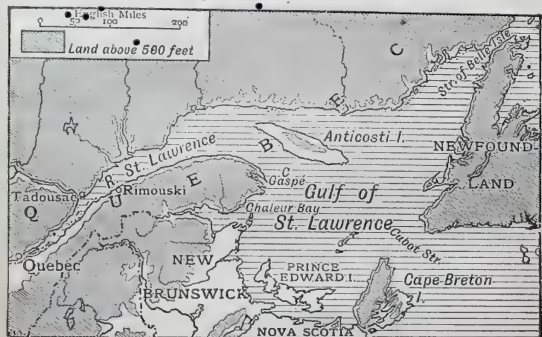 English Miles
0 50 100 200
Land above 500 feet
Str. of Belle Isle
QUEBEC
R. St. Lawrence
Anticosti I.
NEWFOUND-
LAND
Tadousac
Rimouski
C
Gaspé
Gulf of
St. Lawrence
Chaleur Bay
Cabot Str.
Quebec
NEW
BRUNSWICK
PRINCE
EDWARD I.
Cape Breton
I.
NOVA SCOTIA